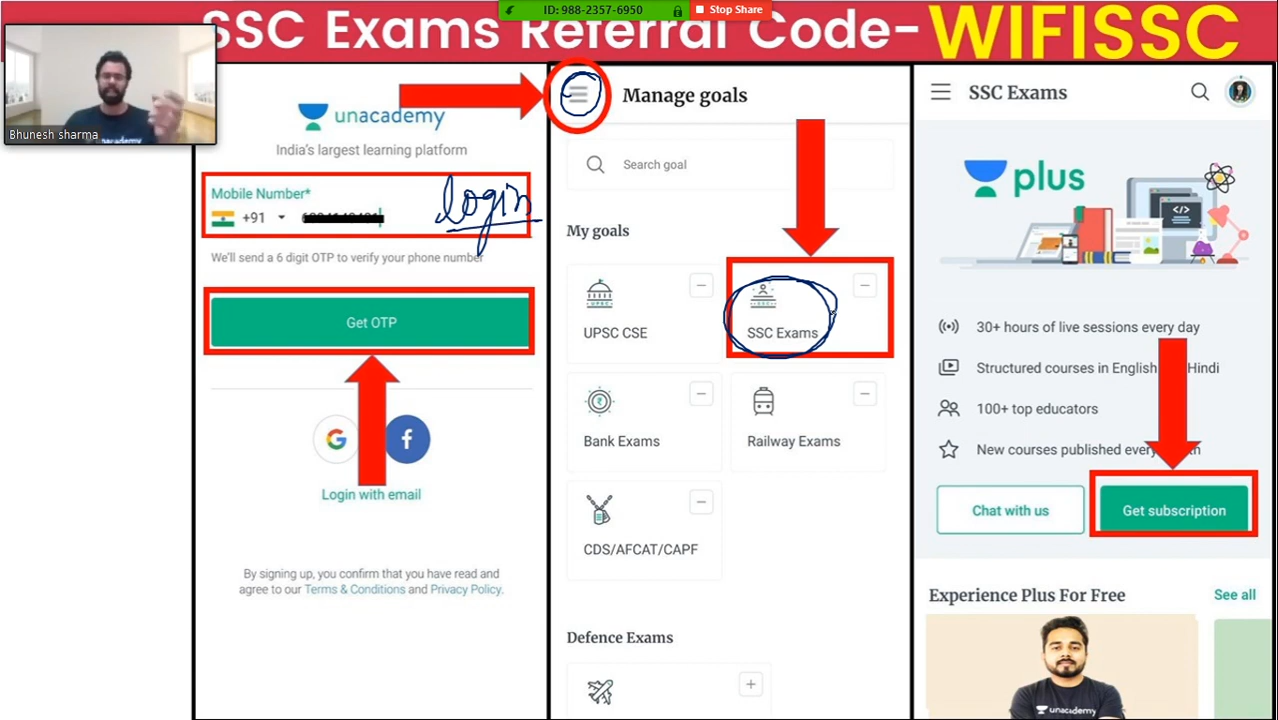 ID: 988-2357-6950
Stop Share
SSC Exams Referral Code-WIFISSC
Bhunesh sharma
unacademy
unacademy
India's largest learning platform
Mobile Number*
+91
login
We'll send a 6 digit OTP to verify your phone number
Get OTP
G
f
Login with email
By signing up, you confirm that you have read and
agree to our Terms & Conditions and Privacy Policy.
Manage goals
Search goal
My goals
UPSC
UPSC CSE
SSC
SSC Exams
Bank Exams
Railway Exams
CDS/AFCAT/CAPF
Defence Exams
SSC Exams
plus
</>
30+ hours of live sessions every day
Structured courses in English Hindi
100+ top educators
New courses published every
Chat with us
Get subscription
Experience Plus For Free
See all
unacademy